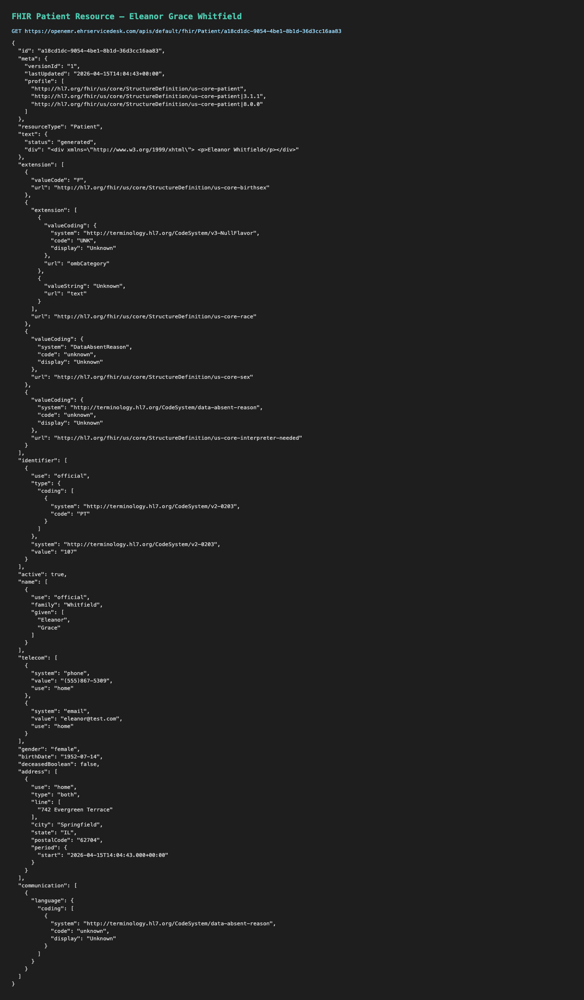 FHIR Patient Resource — Eleanor Grace Whitfield
GET https://openemr.ehrservicedesk.com/apis/default/fhir/Patient/a18cd1dc-9054-4be1-8b1d-36d3cc16aa83
{
  "id": "a18cd1dc-9054-4be1-8b1d-36d3cc16aa83",
  "meta": {
    "versionId": "1",
    "lastUpdated": "2026-04-15T14:04:43+00:00",
    "profile": [
      "http://hl7.org/fhir/us/core/StructureDefinition/us-core-patient",
      "http://hl7.org/fhir/us/core/StructureDefinition/us-core-patient|3.1.1",
      "http://hl7.org/fhir/us/core/StructureDefinition/us-core-patient|8.0.0"
    ]
  },
  "resourceType": "Patient",
  "text": {
    "status": "generated",
    "div": "<div xmlns=\"http://www.w3.org/1999/xhtml\"> <p>Eleanor Whitfield</p></div>"
  },
  "extension": [
    {
      "valueCode": "F",
      "url": "http://hl7.org/fhir/us/core/StructureDefinition/us-core-birthsex"
    },
    {
      "extension": [
        {
          "valueCoding": {
            "system": "http://terminology.hl7.org/CodeSystem/v3-NullFlavor",
            "code": "UNK",
            "display": "Unknown"
          },
          "url": "ombCategory"
        },
        {
          "valueString": "Unknown",
          "url": "text"
        }
      ],
      "url": "http://hl7.org/fhir/us/core/StructureDefinition/us-core-race"
    },
    {
      "valueCoding": {
        "system": "DataAbsentReason",
        "code": "unknown",
        "display": "Unknown"
      },
      "url": "http://hl7.org/fhir/us/core/StructureDefinition/us-core-sex"
    },
    {
      "valueCoding": {
        "system": "http://terminology.hl7.org/CodeSystem/data-absent-reason",
        "code": "unknown",
        "display": "Unknown"
      },
      "url": "http://hl7.org/fhir/us/core/StructureDefinition/us-core-interpreter-needed"
    }
  ],
  "identifier": [
    {
      "use": "official",
      "type": {
        "coding": [
          {
            "system": "http://terminology.hl7.org/CodeSystem/v2-0203",
            "code": "PT"
          }
        ]
      },
      "system": "http://terminology.hl7.org/CodeSystem/v2-0203",
      "value": "107"
    }
  ],
  "active": true,
  "name": [
    {
      "use": "official",
      "family": "Whitfield",
      "given": [
        "Eleanor",
        "Grace"
      ]
    }
  ],
  "telecom": [
    {
      "system": "phone",
      "value": "(555)867-5309",
      "use": "home"
    },
    {
      "system": "email",
      "value": "eleanor@test.com",
      "use": "home"
    }
  ],
  "gender": "female",
  "birthDate": "1952-07-14",
  "deceasedBoolean": false,
  "address": [
    {
      "use": "home",
      "type": "both",
      "line": [
        "742 Evergreen Terrace"
      ],
      "city": "Springfield",
      "state": "IL",
      "postalCode": "62704",
      "period": {
        "start": "2026-04-15T14:04:43.000+00:00"
      }
    }
  ],
  "communication": [
    {
      "language": {
        "coding": [
          {
            "system": "http://terminology.hl7.org/CodeSystem/data-absent-reason",
            "code": "unknown",
            "display": "Unknown"
          }
        ]
      }
    }
  ]
}